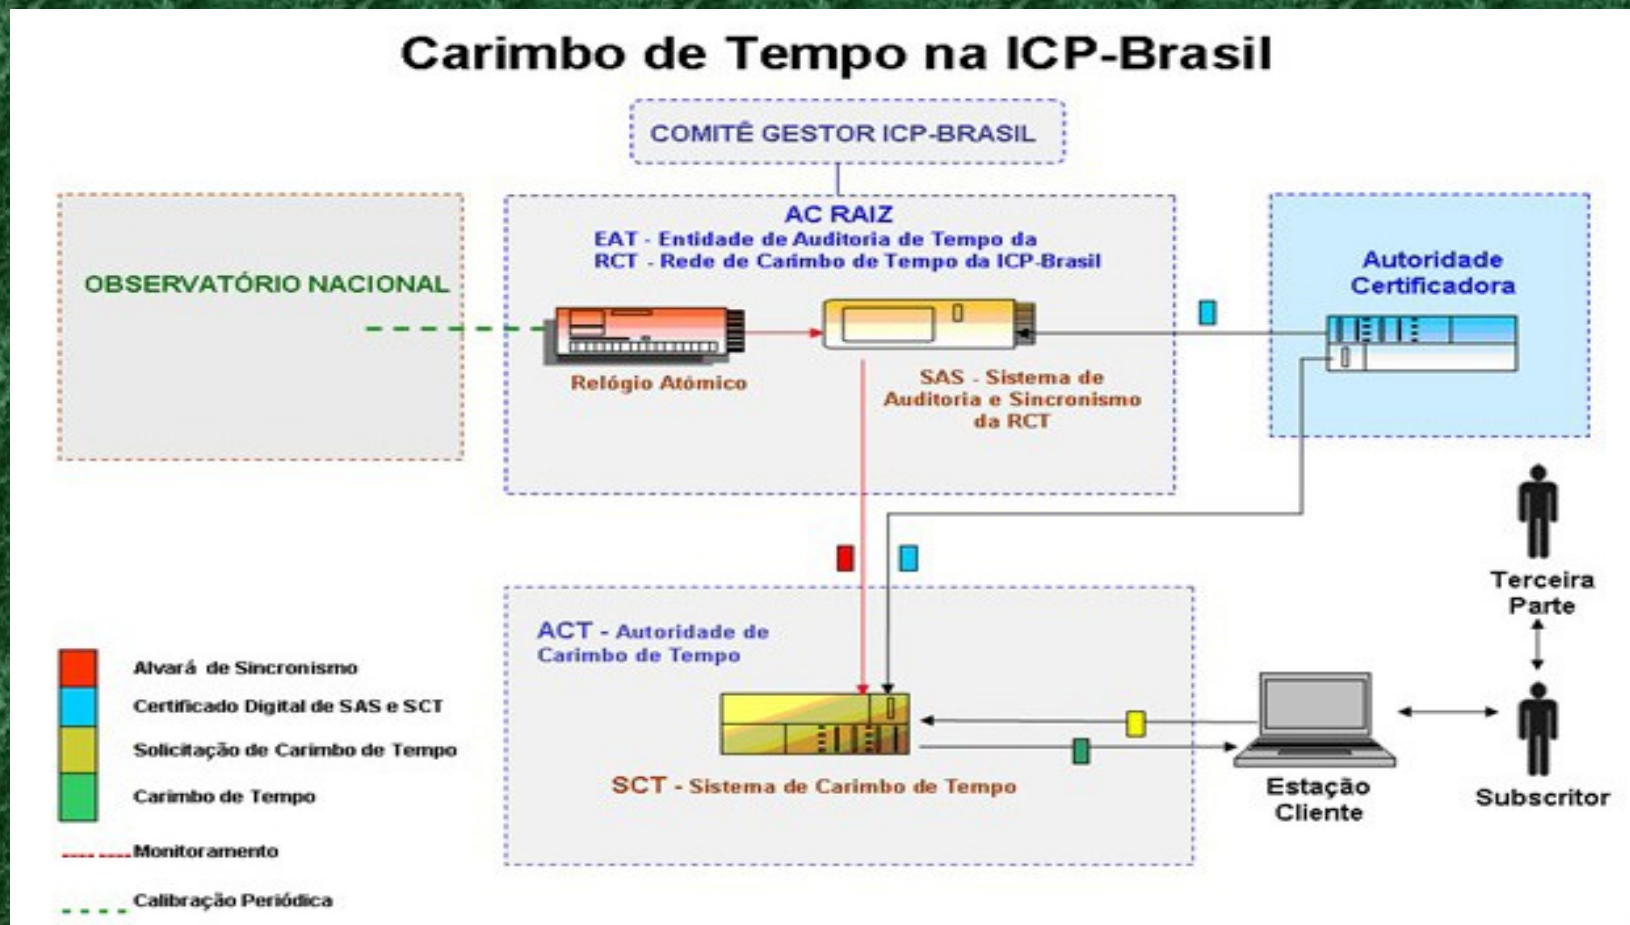 Carimbo de Tempo na ICP-Brasil
COMITÊ GESTOR ICP-BRASIL
OBSERVATÓRIO NACIONAL
AC RAIZ
EAT - Entidade de Auditoria de Tempo da
RCT - Rede de Carimbo de Tempo da ICP-Brasil
Relógio Atómico
SAS - Sistema de
Auditoria e Sincronismo
da RCT
Autoridade
Certificadora
Terceira
Parte
ACT - Autoridade de
Carimbo de Tempo
SCT - Sistema de Carimbo de Tempo
Estação
Cliente
Subscritor
Alvará de Sincronismo
Certificado Digital de SAS e SCT
Solicitação de Carimbo de Tempo
Carimbo de Tempo
Monitoramento
Calibração Periódica